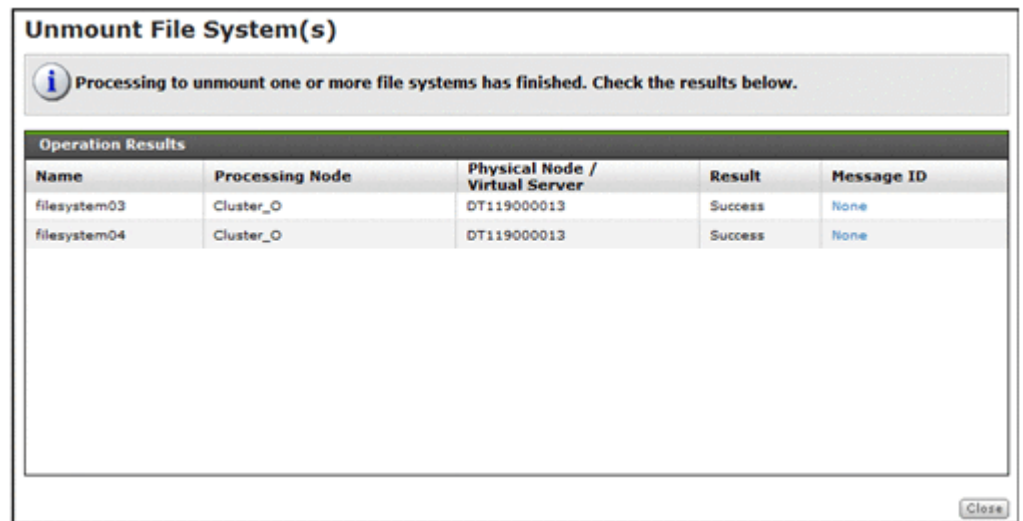 Unmount File System(s)
i Processing to unmount one or more file systems has finished. Check the results below.
Operation Results
Name Processing Node Physical Node / Virtual Server Result Message ID
filesystem03 Cluster_O DT119000013 Success None
filesystem04 Cluster_O DT119000013 Success None
Close